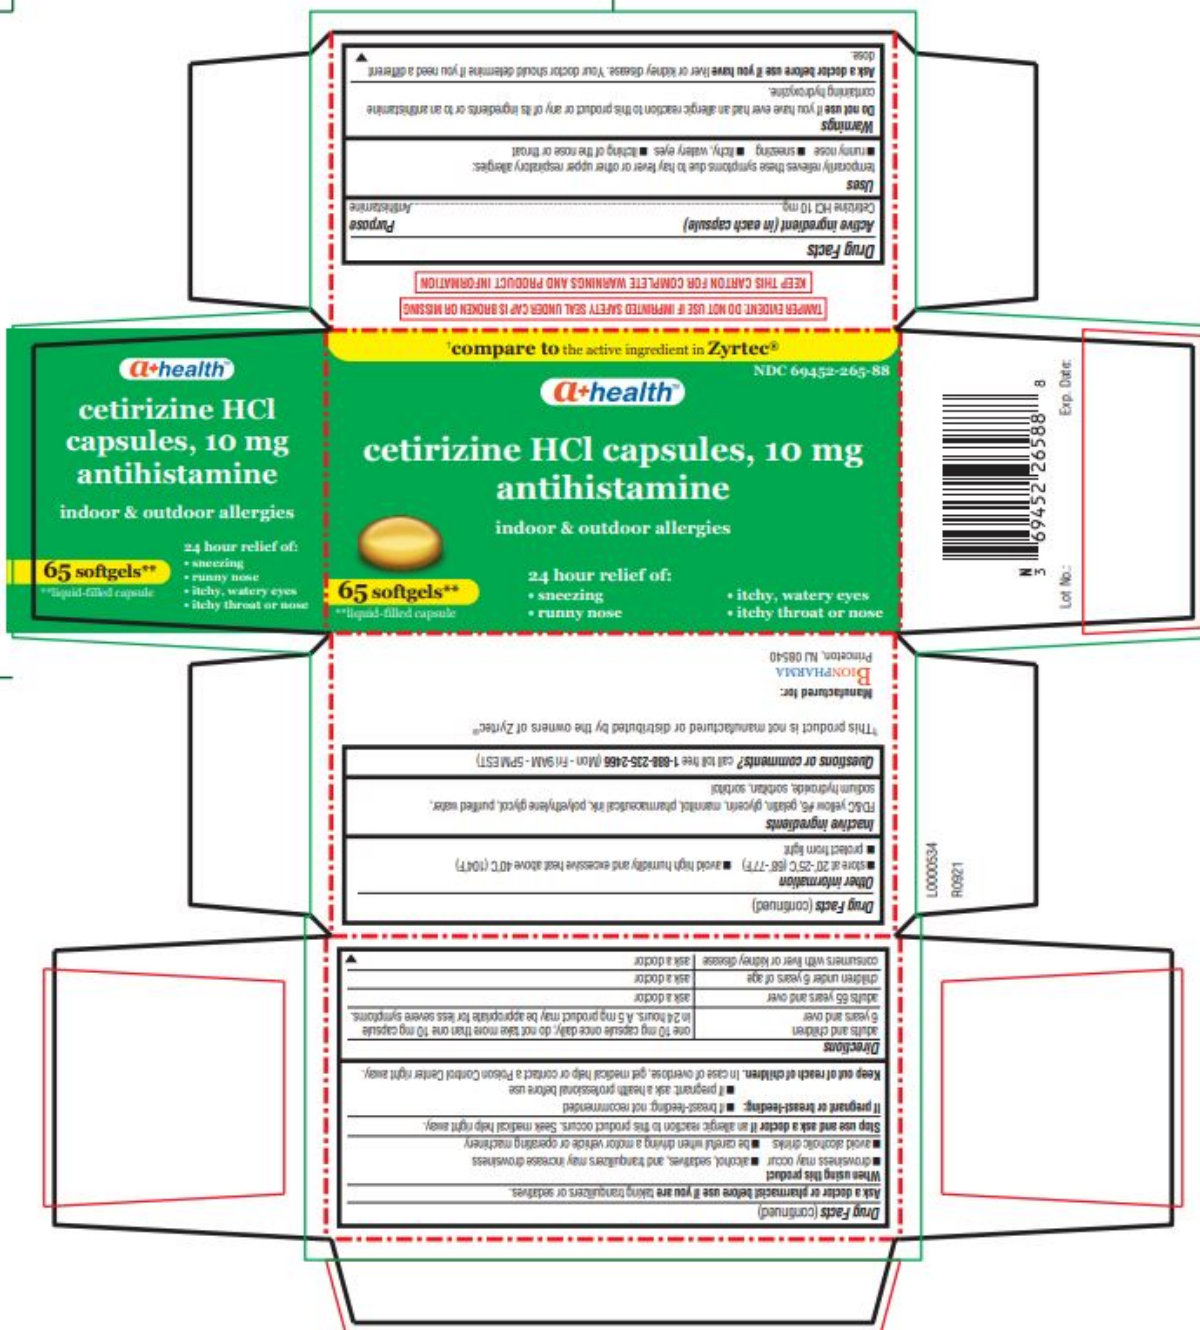 Drug Facts
Active ingredient (in each capsule) Purpose
Cetirizine HCl 10 mg Antihistamine
Uses
temporarily relieves these symptoms due to hay fever or other upper respiratory allergies:
■ runny nose ■ sneezing ■ itchy, watery eyes ■ itching of the nose or throat
Warnings
Do not use if you have ever had an allergic reaction to this product or any of its ingredients or to an antihistamine
containing hydroxyzine.
Ask a doctor before use if you have liver or kidney disease. Your doctor should determine if you need a different
dose.
KEEP THIS CARTON FOR COMPLETE WARNINGS AND PRODUCT INFORMATION
TAMPER EVIDENT: DO NOT USE IF IMPRINTED SAFETY SEAL UNDER CAP IS BROKEN OR MISSING
a+health™
cetirizine HCl
capsules, 10 mg
antihistamine
indoor & outdoor allergies
24 hour relief of:
• sneezing
• runny nose
• itchy, watery eyes
• itchy throat or nose
65 softgels**
**liquid-filled capsule
†compare to the active ingredient in Zyrtec®
NDC 69452-265-88
a+health™
cetirizine HCl capsules, 10 mg
antihistamine
indoor & outdoor allergies
65 softgels**
**liquid-filled capsule
24 hour relief of:
• sneezing
• runny nose
• itchy, watery eyes
• itchy throat or nose
N
3 69452 26588 8
Lot No.: Exp. Date:
Drug Facts (continued)
Other information
■ store at 20˚-25˚C (68˚-77˚F) ■ avoid high humidity and excessive heat above 40˚C (104˚F)
■ protect from light
Inactive ingredients
FD&C yellow #6, gelatin, glycerin, mannitol, pharmaceutical ink, polyethylene glycol, purified water,
sodium hydroxide, sorbitan, sorbitol
Questions or comments? call toll free 1-888-235-2466 (Mon - Fri 9AM - 5PM EST)
†This product is not manufactured or distributed by the owners of Zyrtec®
Manufactured for:
BIONPHARMA
Princeton, NJ 08540
L0000534
R0921
Drug Facts (continued)
Ask a doctor or pharmacist before use if you are taking tranquilizers or sedatives.
When using this product
■ drowsiness may occur ■ alcohol, sedatives, and tranquilizers may increase drowsiness
■ avoid alcoholic drinks ■ be careful when driving a motor vehicle or operating machinery
Stop use and ask a doctor if an allergic reaction to this product occurs. Seek medical help right away.
If pregnant or breast-feeding: ■ if breast-feeding: not recommended
■ if pregnant: ask a health professional before use
Keep out of reach of children. In case of overdose, get medical help or contact a Poison Control Center right away.
Directions
adults and children one 10 mg capsule once daily; do not take more than one 10 mg capsule
6 years and over in 24 hours. A 5 mg product may be appropriate for less severe symptoms.
adults 65 years and over ask a doctor
children under 6 years of age ask a doctor
consumers with liver or kidney disease ask a doctor